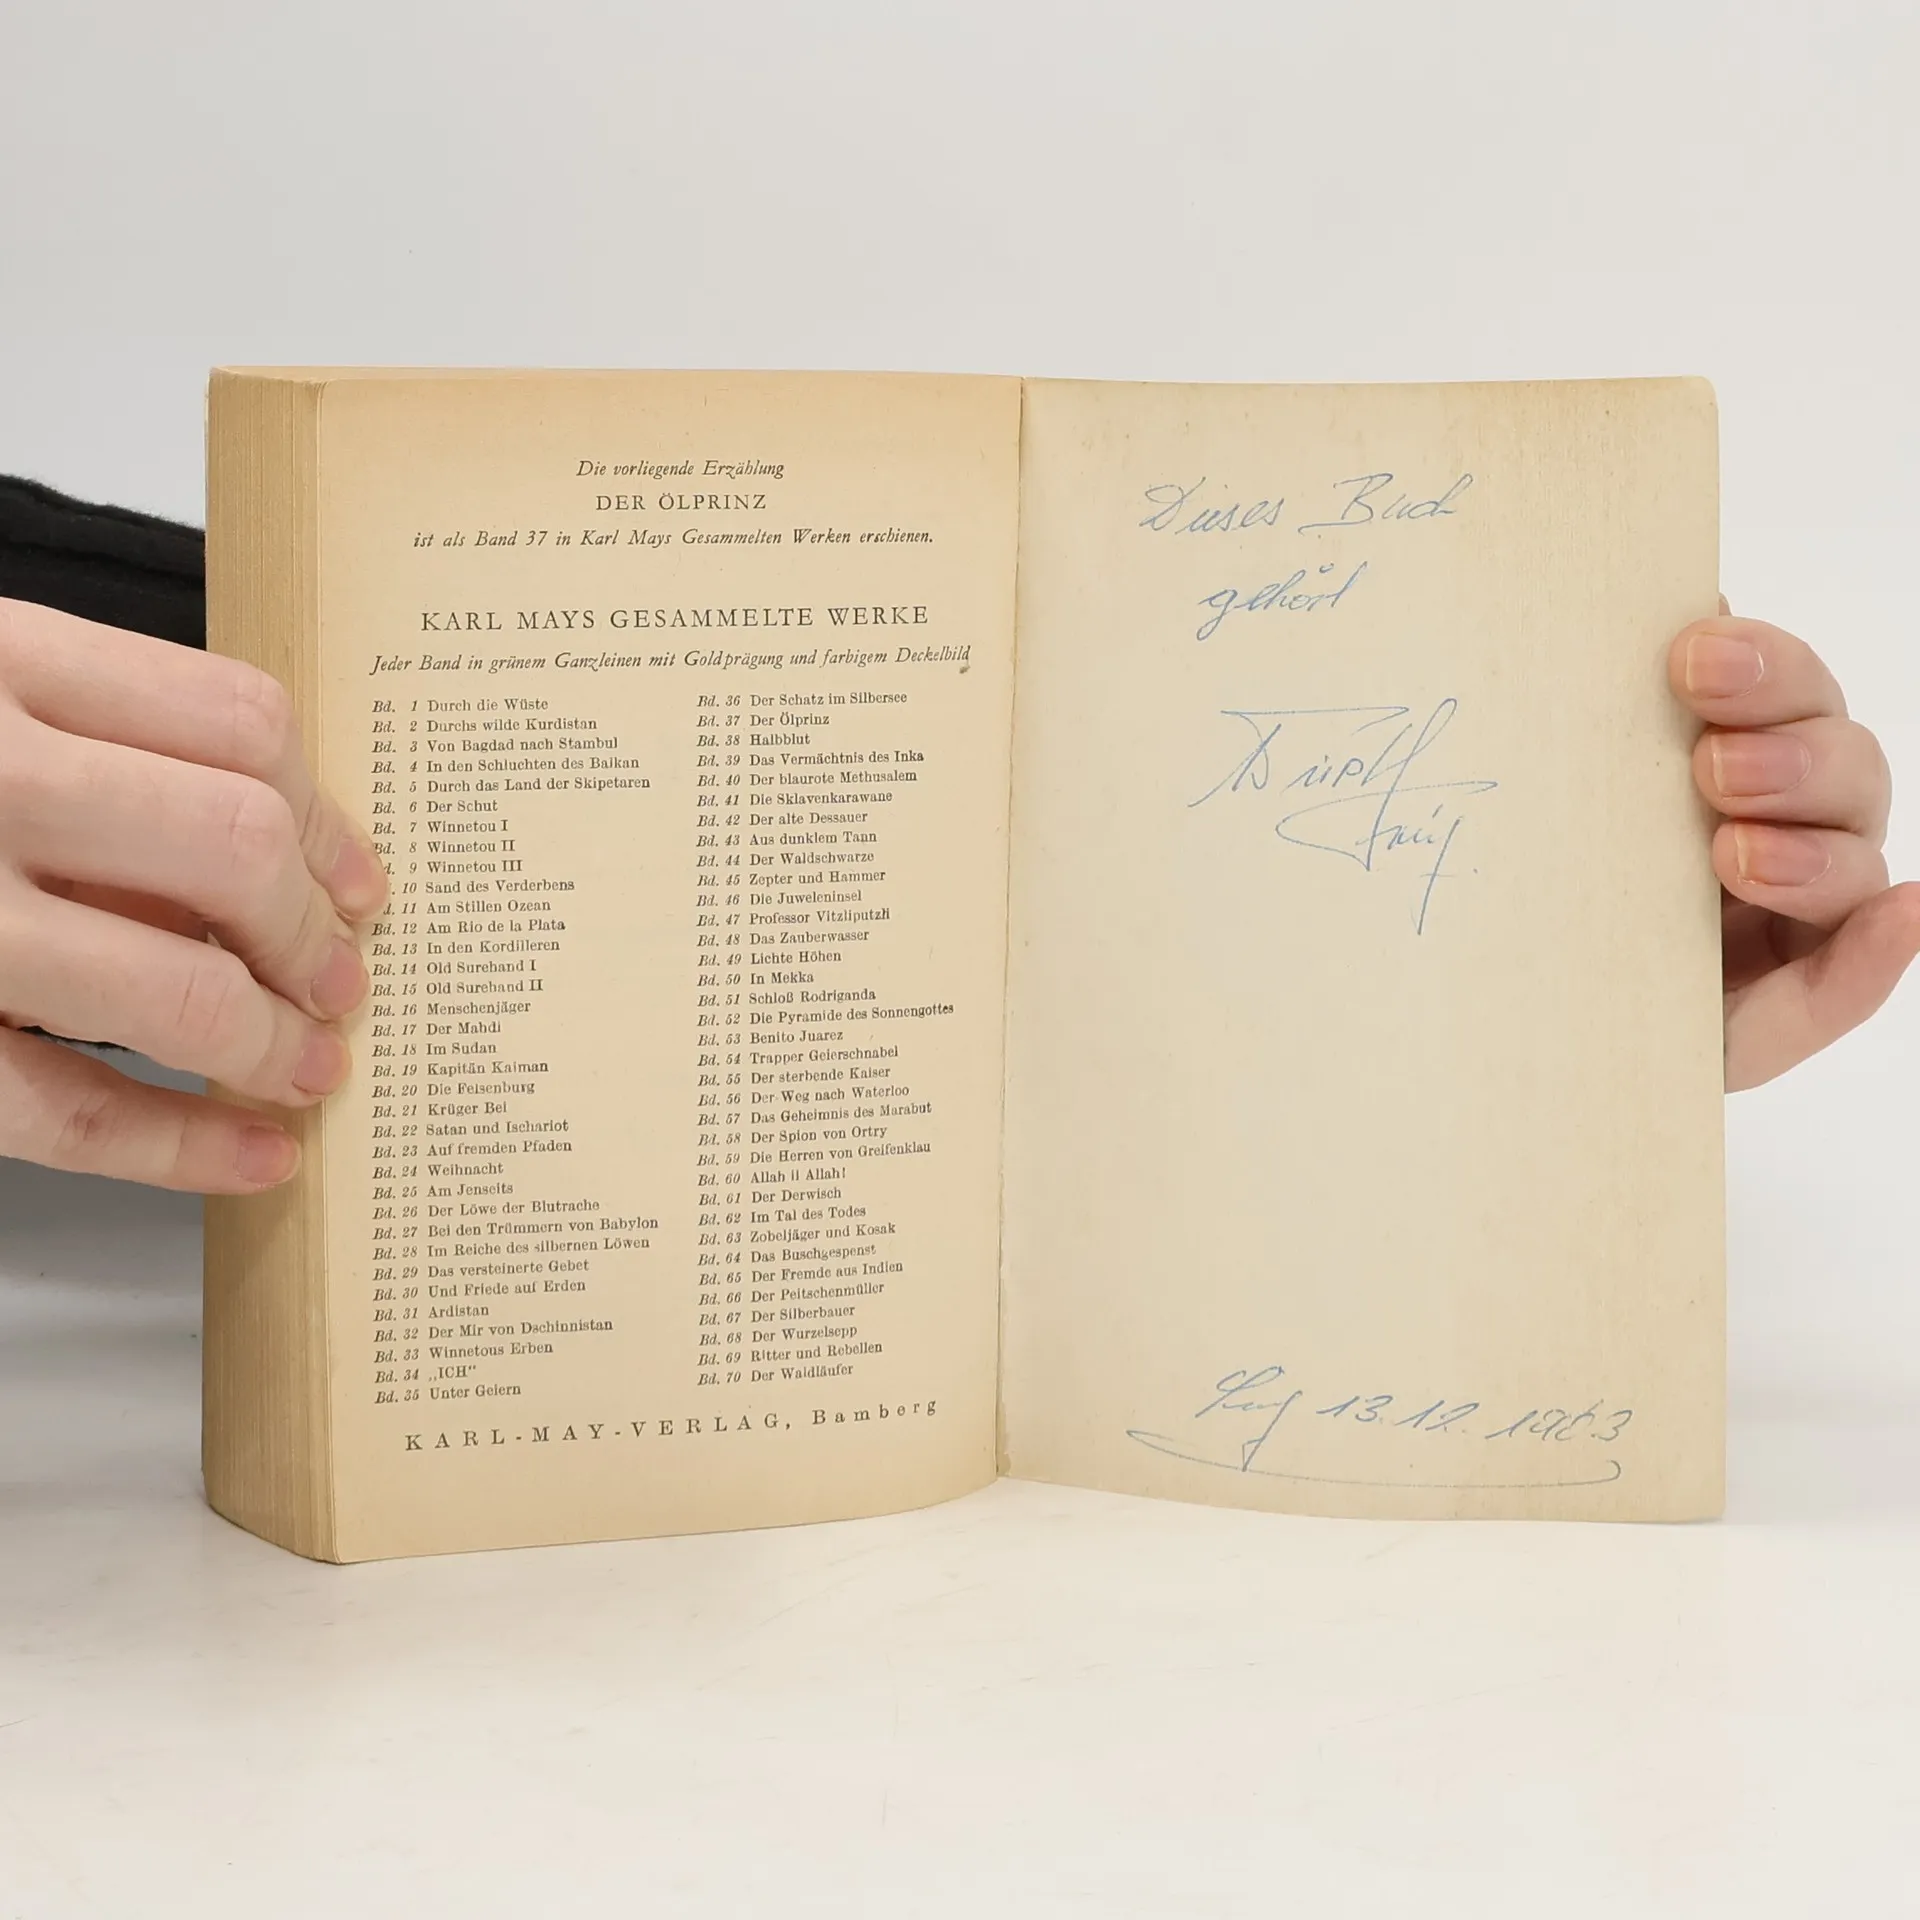 Die vorliegende Erzählung
DER ÖLPRINZ
ist als Band 37 in Karl Mays Gesammelten Werken erschienen.
KARL MAYS GESAMMELTE WERKE
Jeder Band in grünem Ganzleinen mit Goldprägung und farbigem Deckelbild
Bd. 1 Durch die Wüste
Bd. 2 Durchs wilde Kurdistan
Bd. 3 Von Bagdad nach Stambul
Bd. 4 In den Schluchten des Balkan
Bd. 5 Durch das Land der Skipetaren
Bd. 6 Der Schut
Bd. 7 Winnetou I
Bd. 8 Winnetou II
d. 9 Winnetou III
. 10 Sand des Verderbens
d. 11 Am Stillen Ozean
Bd. 12 Am Rio de la Plata
Bd. 13 In den Kordilleren
Bd. 14 Old Surehand I
Bd. 15 Old Surehand II
Bd. 16 Menschenjäger
Bd. 17 Der Mahdi
Bd. 18 Im Sudan
Bd. 19 Kapitän Kaiman
Bd. 20 Die Felsenburg
Bd. 21 Krüger Bei
Bd. 22 Satan und Ischariot
Bd. 23 Auf fremden Pfaden
Bd. 24 Weihnacht
Bd. 25 Am Jenseits
Bd. 26 Der Löwe der Blutrache
Bd. 27 Bei den Trümmern von Babylon
Bd. 28 Im Reiche des silbernen Löwen
Bd. 29 Das versteinerte Gebet
Bd. 30 Und Friede auf Erden
Bd. 31 Ardistan
Bd. 32 Der Mir von Dschinnistan
Bd. 33 Winnetous Erben
Bd. 34 „ICH“
Bd. 35 Unter Geiern
Bd. 36 Der Schatz im Silbersee
Bd. 37 Der Ölprinz
Bd. 38 Halbblut
Bd. 39 Das Vermächtnis des Inka
Bd. 40 Der blaurote Methusalem
Bd. 41 Die Sklavenkarawane
Bd. 42 Der alte Dessauer
Bd. 43 Aus dunklem Tann
Bd. 44 Der Waldschwarze
Bd. 45 Zepter und Hammer
Bd. 46 Die Juweleninsel
Bd. 47 Professor Vitzliputzli
Bd. 48 Das Zauberwasser
Bd. 49 Lichte Höhen
Bd. 50 In Mekka
Bd. 51 Schloß Rodriganda
Bd. 52 Die Pyramide des Sonnengottes
Bd. 53 Benito Juarez
Bd. 54 Trapper Geierschnabel
Bd. 55 Der sterbende Kaiser
Bd. 56 Der Weg nach Waterloo
Bd. 57 Das Geheimnis des Marabut
Bd. 58 Der Spion von Ortry
Bd. 59 Die Herren von Greifenklau
Bd. 60 Allah il Allah!
Bd. 61 Der Derwisch
Bd. 62 Im Tal des Todes
Bd. 63 Zobeljäger und Kosak
Bd. 64 Das Buschgespenst
Bd. 65 Der Fremde aus Indien
Bd. 66 Der Peitschenmüller
Bd. 67 Der Silberbauer
Bd. 68 Der Wurzelsepp
Bd. 69 Ritter und Rebellen
Bd. 70 Der Waldläufer
KARL-MAY-VERLAG, Bamberg
Dieses Buch
gehört
13.12. 1963